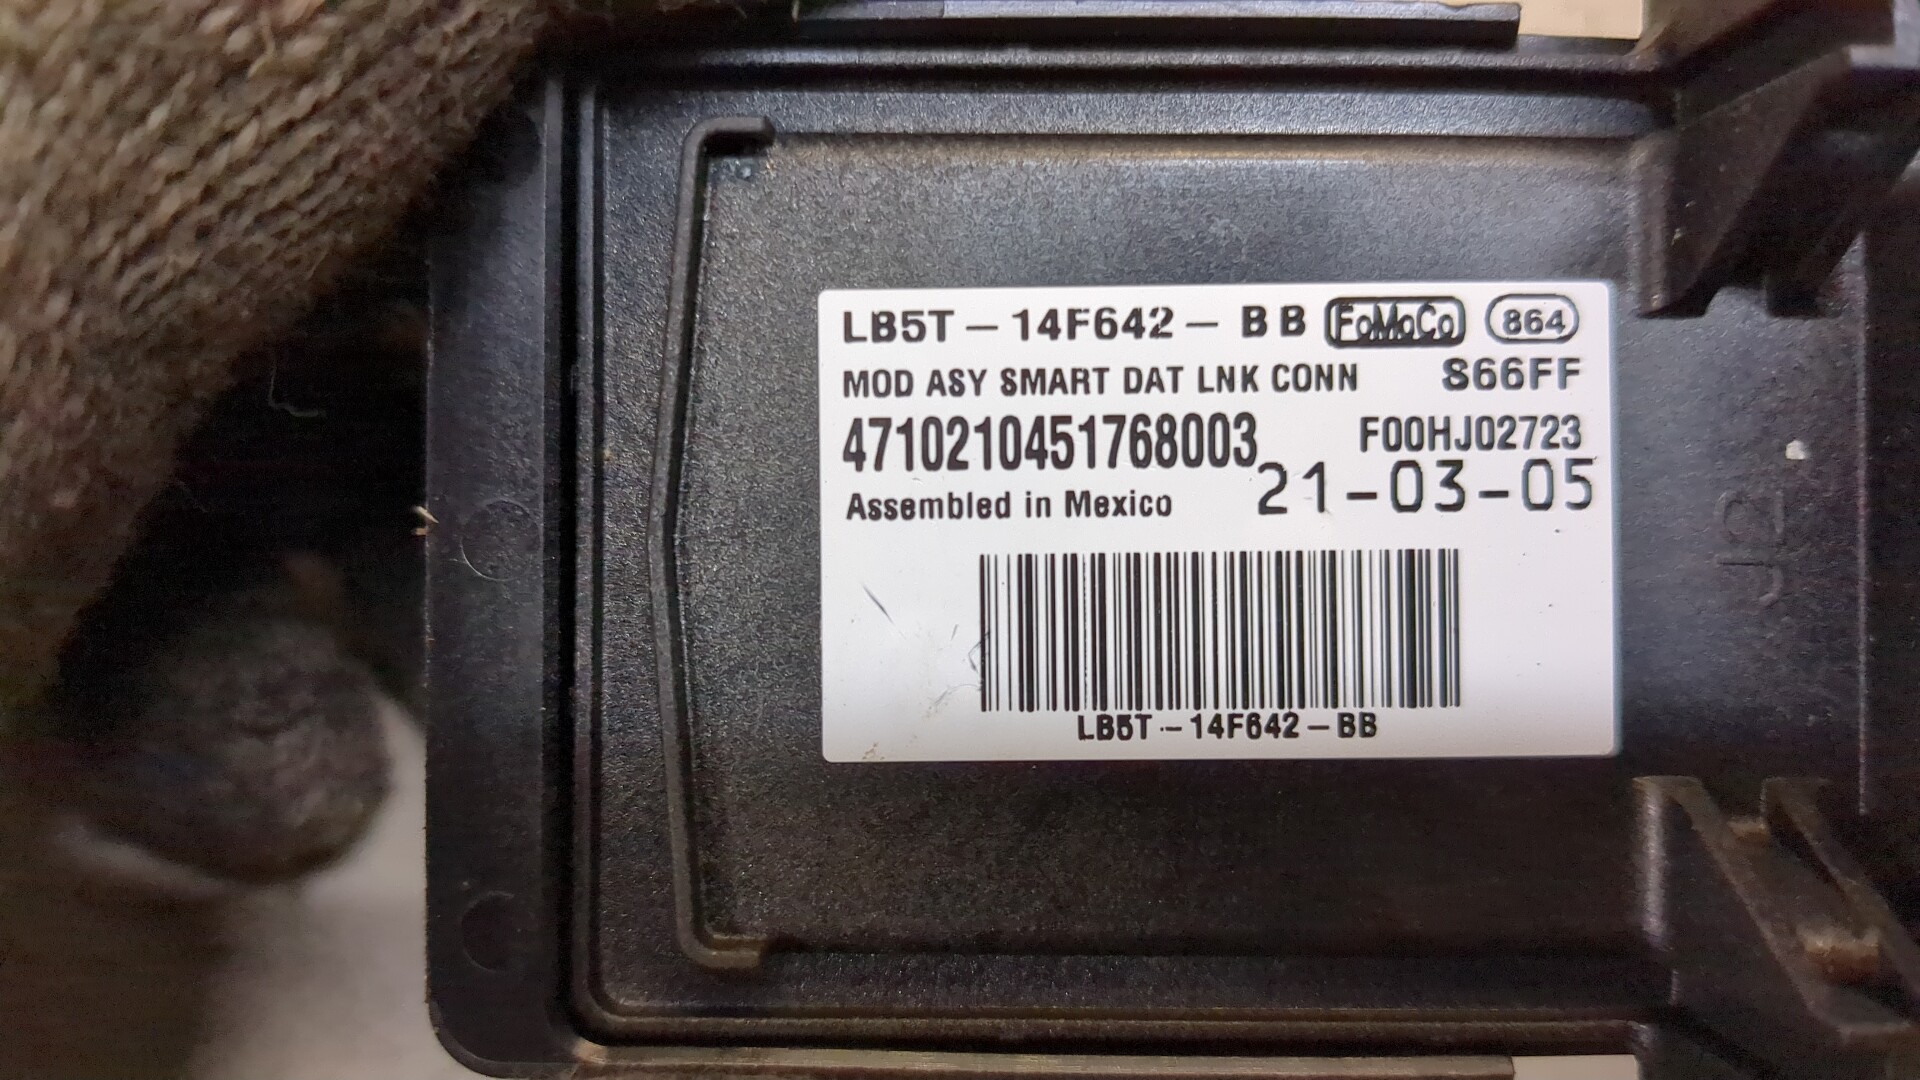 LB5T-14F642-BB FoMoCo 864
MOD ASY SMART DAT LNK CONN S66FF
4710210451768003 F00HJ02723
Assembled in Mexico 21-03-05
LB5T-14F642-BB